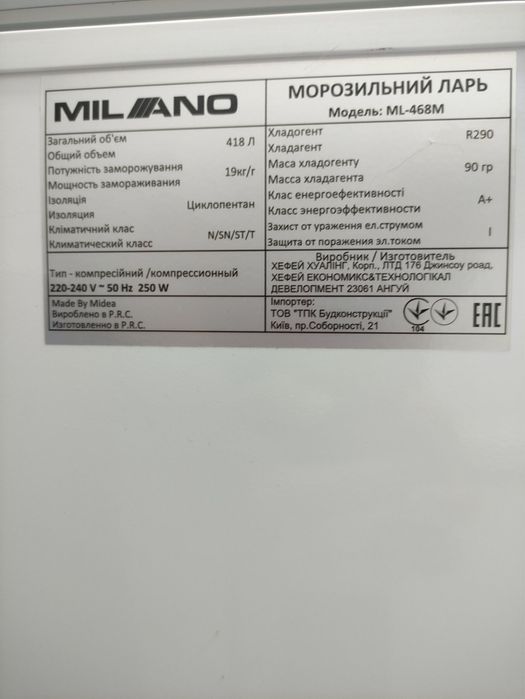 MILANO
Загальний об'єм 418 Л
Общий объем
Потужність заморожування 19кг/г
Мощность замораживания
Ізоляція Циклопентан
Изоляция
Кліматичний клас N/SN/ST/T
Климатический класс
Тип - компресійний /компрессионный
220-240 V ~ 50 Hz 250 W
Made By Midea
Вироблено в P.R.C.
Изготовленно в P.R.C.
МОРОЗИЛЬНИЙ ЛАРЬ
Модель: ML-468M
Хладогент R290
Хладагент
Маса хладогенту 90 гр
Масса хладагента
Клас енергоефективності A+
Класс энергоэффективности
Захист от ураження ел.струмом I
Защита от поражения эл.током
Виробник / Изготовитель
ХЕФЕЙ ХУАЛІНГ, Корп., ЛТД 176 Джинсоу роад,
ХЕФЕЙ ЕКОНОМИКС&ТЕХНОЛОГІКАЛ
ДЕВЕЛОПМЕНТ 23061 АНГУЙ
Імпортер:
ТОВ "ТПК Будконструкції"
Київ, пр.Соборності, 21
104
EAC